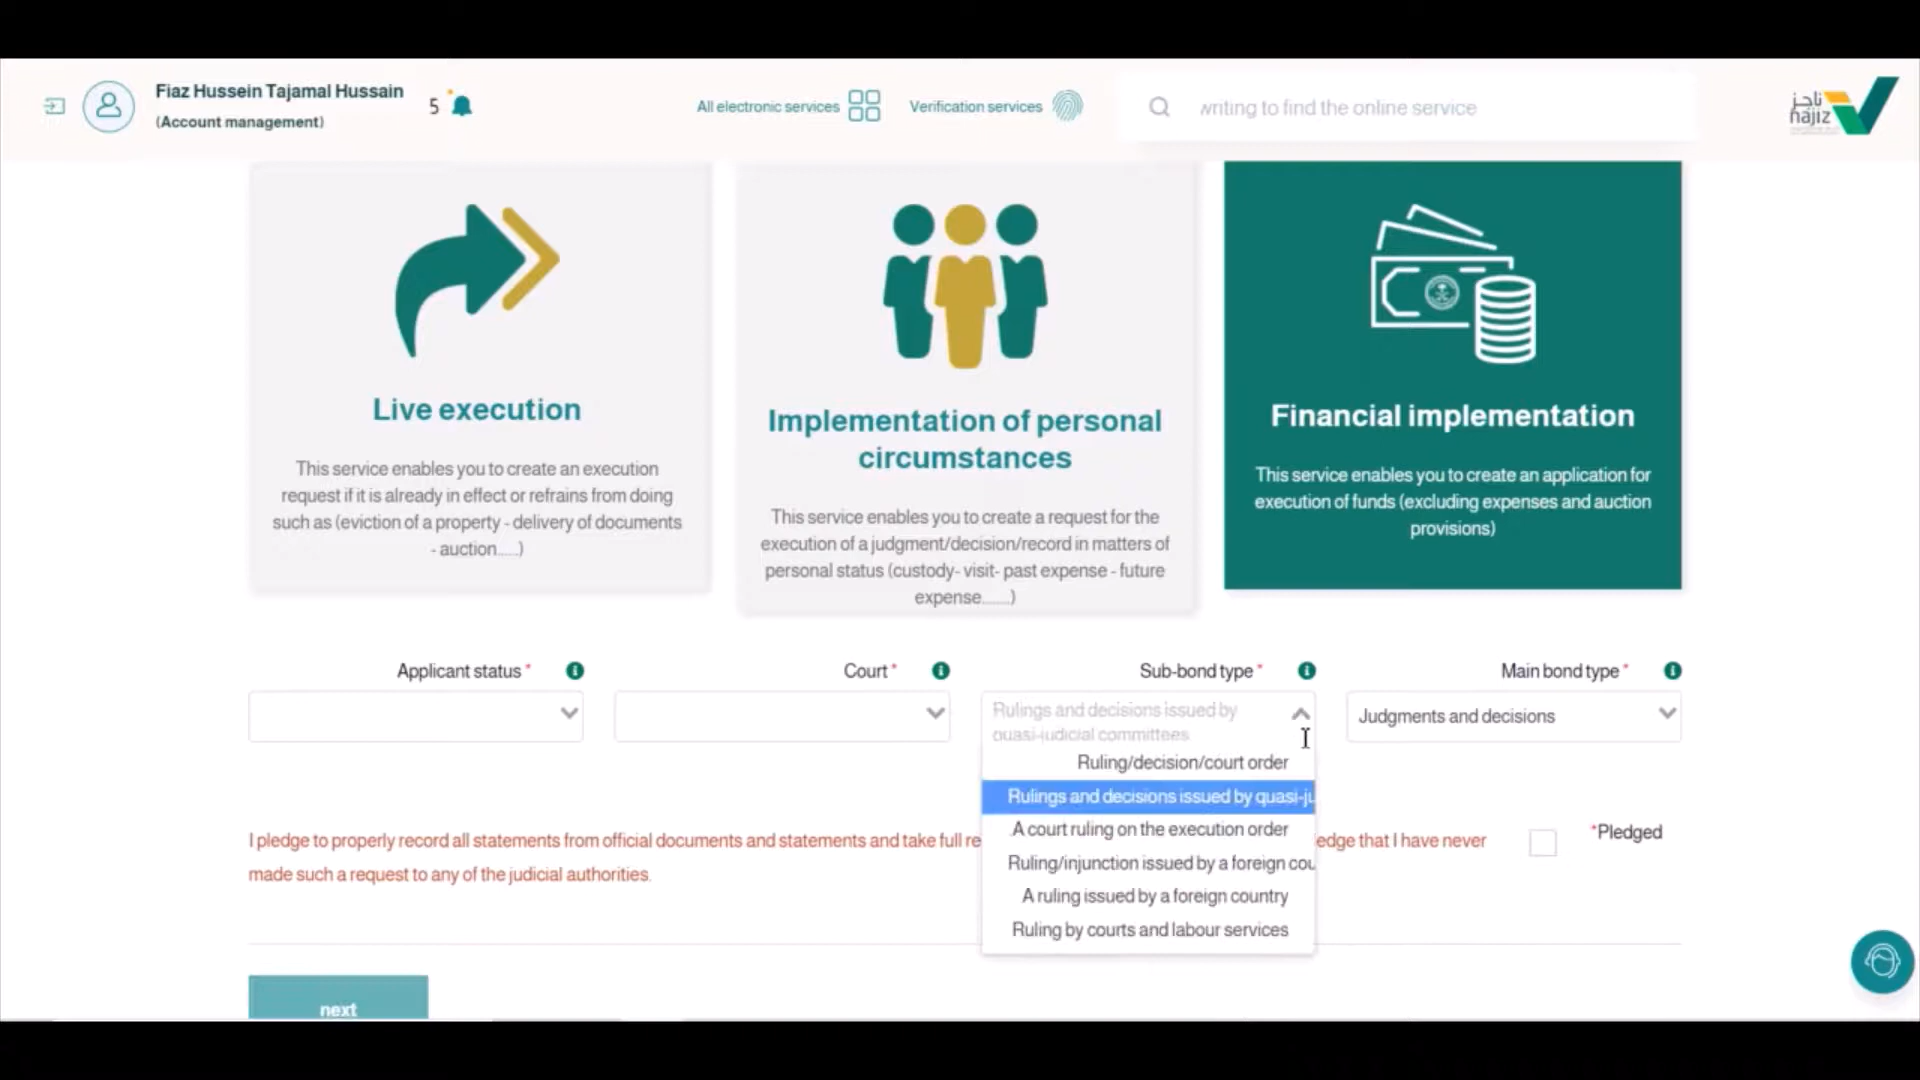 Fiaz Hussein Tajamal Hussain
(Account management)
5
All electronic services
Verification services
writing to find the online service
ناجز
najiz
Live execution
This service enables you to create an execution
request if it is already in effect or refrains from doing
such as (eviction of a property - delivery of documents
- auction......)
Implementation of personal
circumstances
This service enables you to create a request for the
execution of a judgment/decision/record in matters of
personal status (custody- visit- past expense - future
expense.......)
Financial implementation
This service enables you to create an application for
execution of funds (excluding expenses and auction
provisions)
Applicant status *
Court *
Sub-bond type *
Main bond type *
Rulings and decisions issued by
quasi-judicial committees
Judgments and decisions
Ruling/decision/court order
Rulings and decisions issued by quasi-ju
.A court ruling on the execution order
Ruling/injunction issued by a foreign cou
A ruling issued by a foreign country
Ruling by courts and labour services
I pledge to properly record all statements from official documents and statements and take full re
edge that I have never
made such a request to any of the judicial authorities.
*Pledged
next